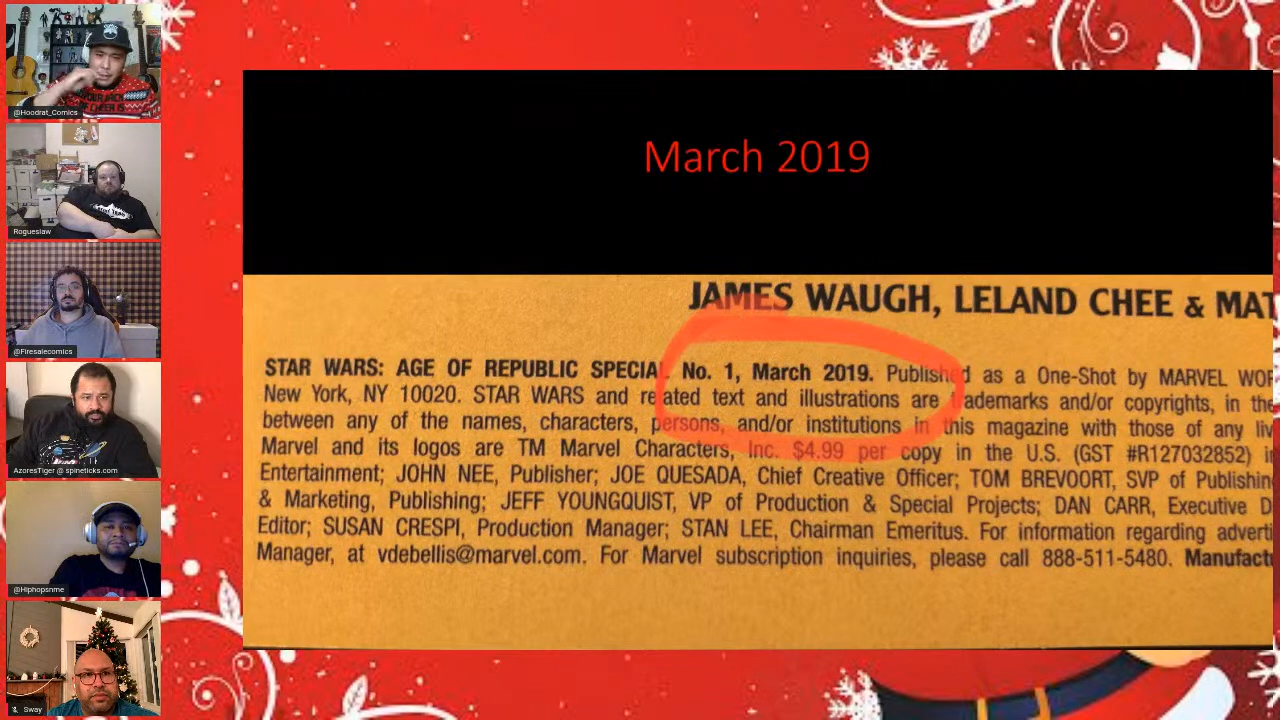 @Hoodrat_Comics
Rogueslaw
@Firesalecomics
AzoresTiger @ spineticks.com
@Hiphopsnme
Sway
March 2019
JAMES WAUGH, LELAND CHEE & MAT
STAR WARS: AGE OF REPUBLIC SPECIAL No. 1, March 2019. Published as a One-Shot by MARVEL WOR
New York, NY 10020. STAR WARS and related text and illustrations are trademarks and/or copyrights, in the
between any of the names, characters, persons, and/or institutions in this magazine with those of any liv
Marvel and its logos are TM Marvel Characters, Inc. $4.99 per copy in the U.S. (GST #R127032852) i
Entertainment; JOHN NEE, Publisher; JOE QUESADA, Chief Creative Officer; TOM BREVOORT, SVP of Publishing
& Marketing, Publishing; JEFF YOUNGQUIST, VP of Production & Special Projects; DAN CARR, Executive D
Editor; SUSAN CRESPI, Production Manager; STAN LEE, Chairman Emeritus. For information regarding adverti
Manager, at vdebellis@marvel.com. For Marvel subscription inquiries, please call 888-511-5480. Manufactu